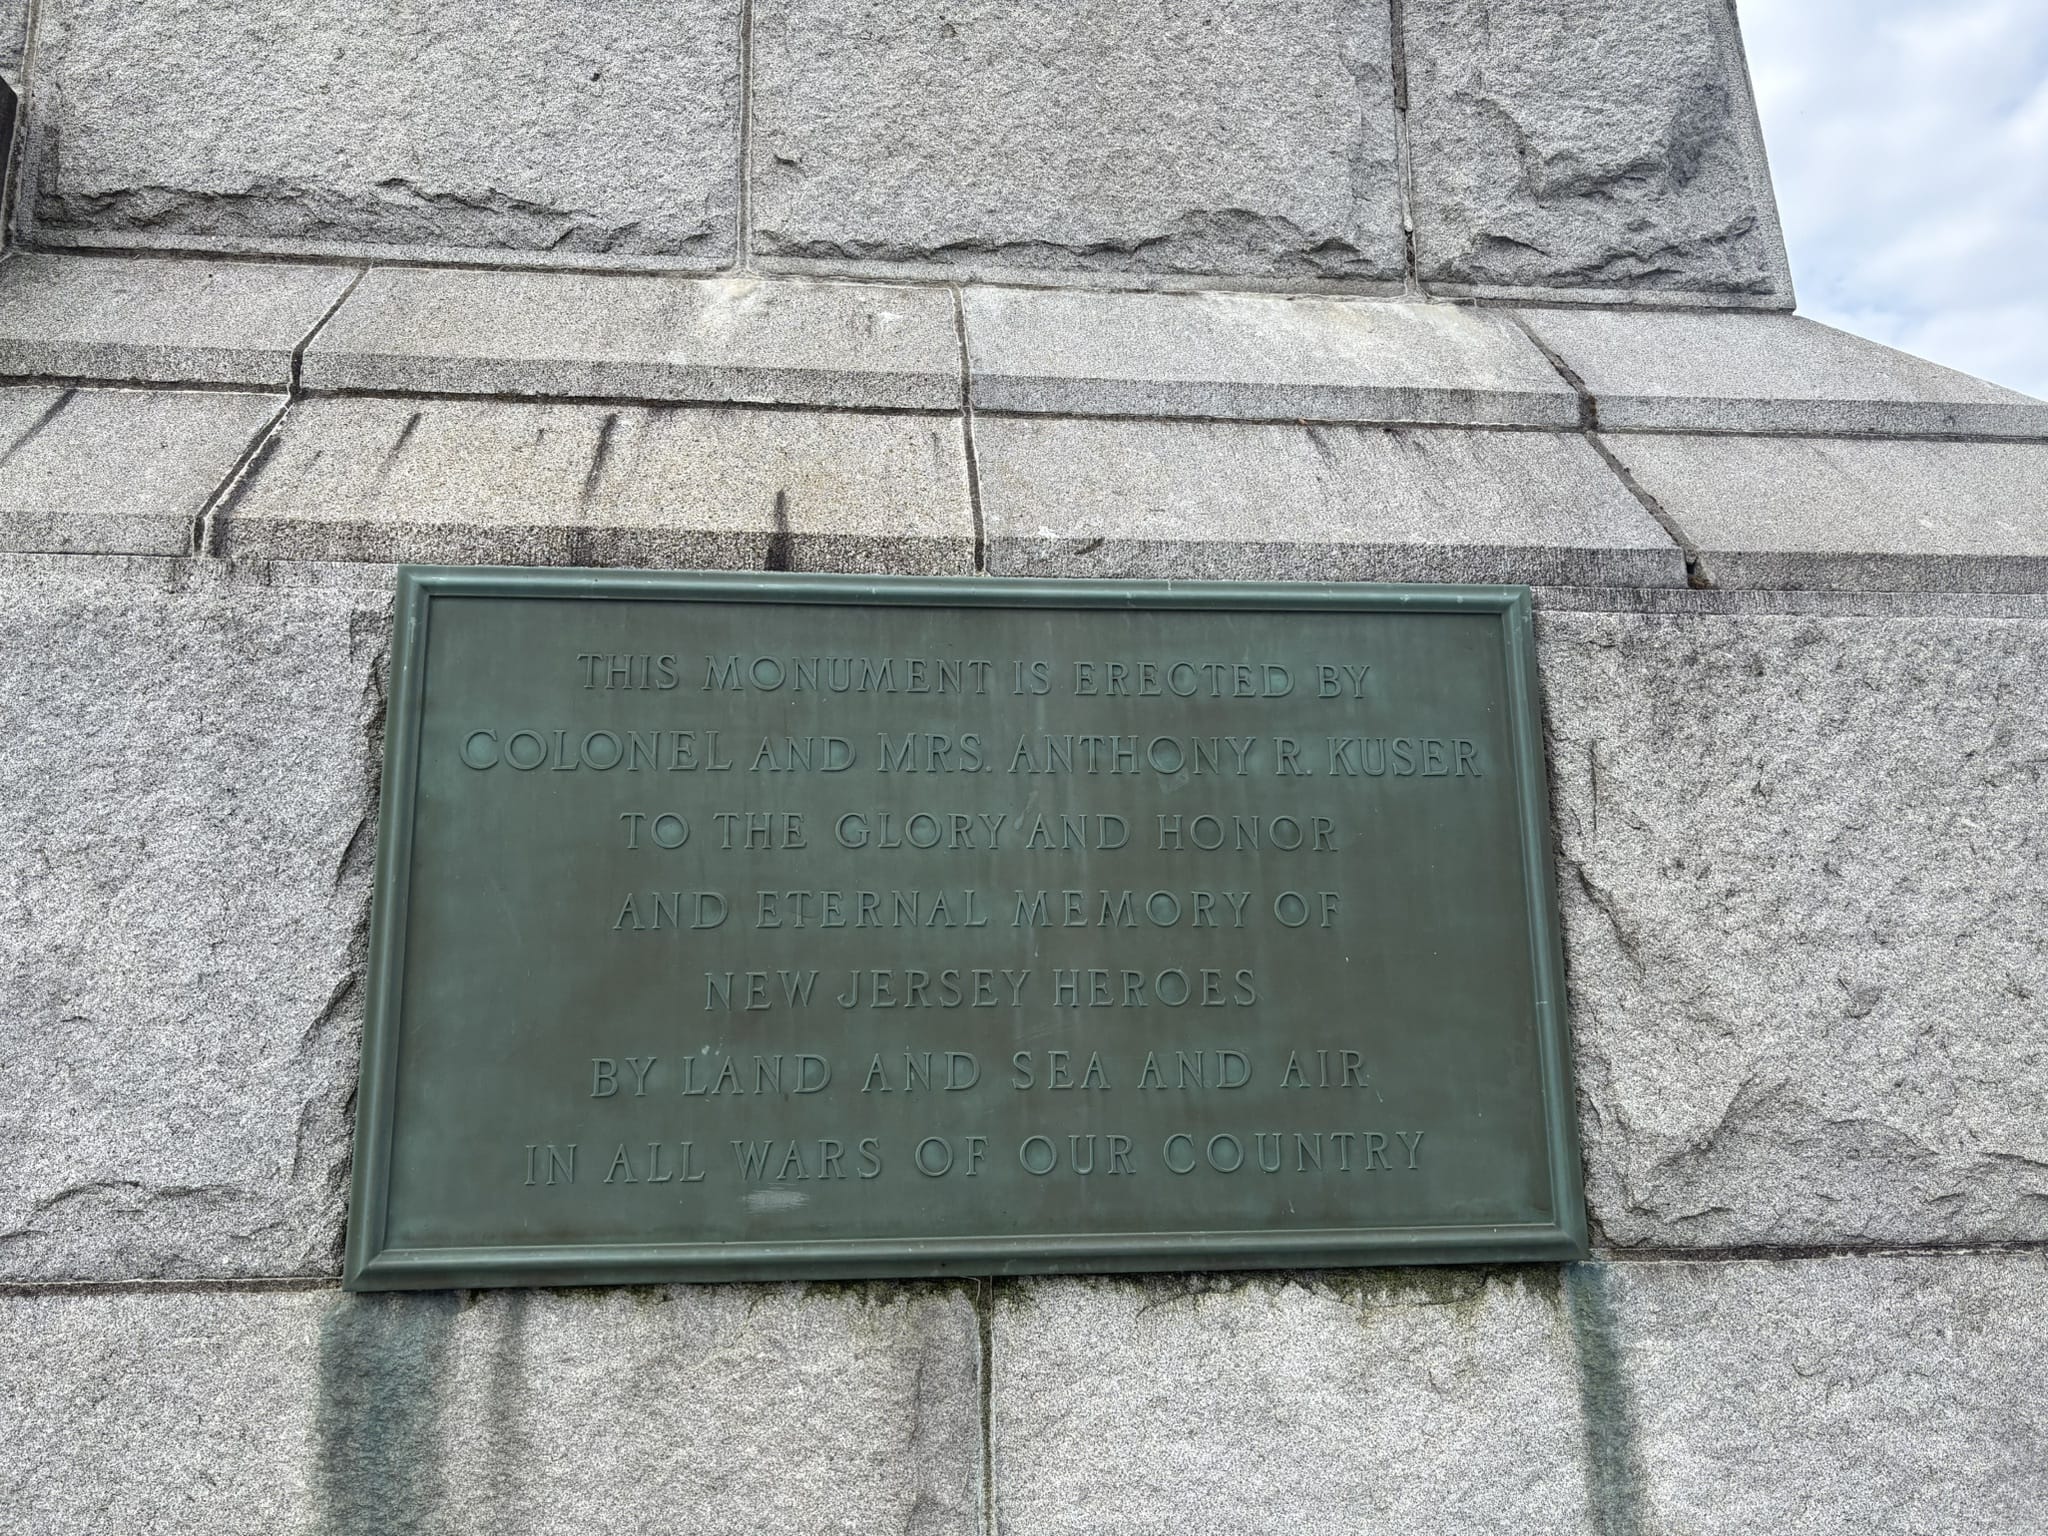 THIS MONUMENT IS ERECTED BY
COLONEL AND MRS. ANTHONY R. KUSER
TO THE GLORY AND HONOR
AND ETERNAL MEMORY OF
NEW JERSEY HEROES
BY LAND AND SEA AND AIR
IN ALL WARS OF OUR COUNTRY